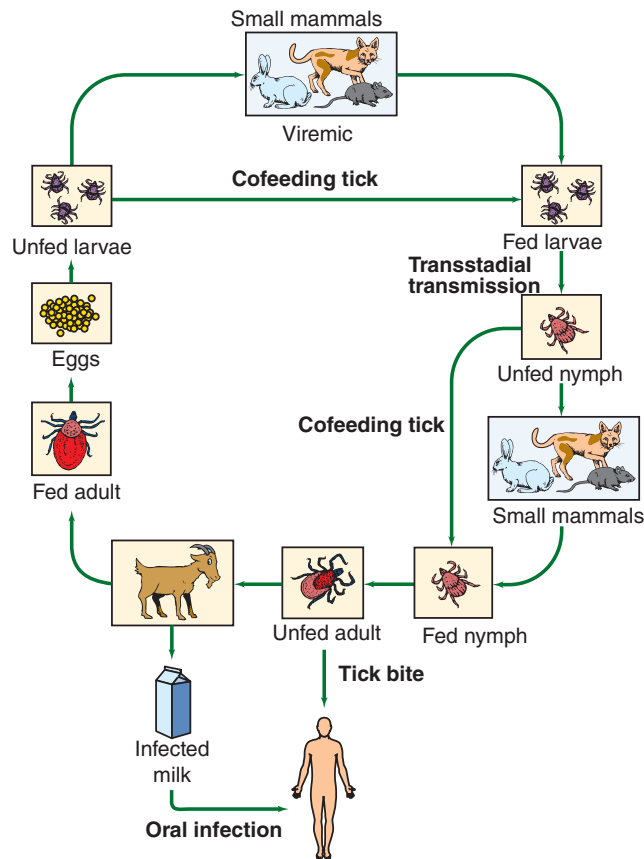 Small mammals
Viremic
Cofeeding tick
Unfed larvae
Fed larvae
Transstadial
transmission
Eggs
Unfed nymph
Cofeeding tick
Fed adult
Small mammals
Unfed adult
Fed nymph
Tick bite
Infected
milk
Oral infection